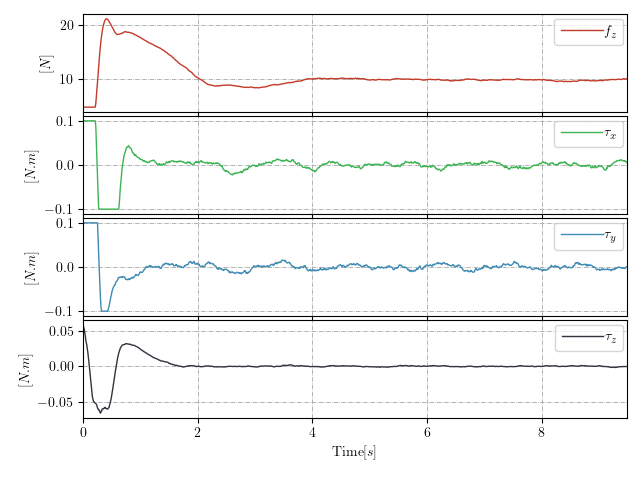 20
10
[N]
f_z
0.1
0.0
−0.1
[N.m]
τ_x
0.1
0.0
−0.1
[N.m]
τ_y
0.05
0.00
−0.05
[N.m]
τ_z
0 2 4 6 8
Time[s]